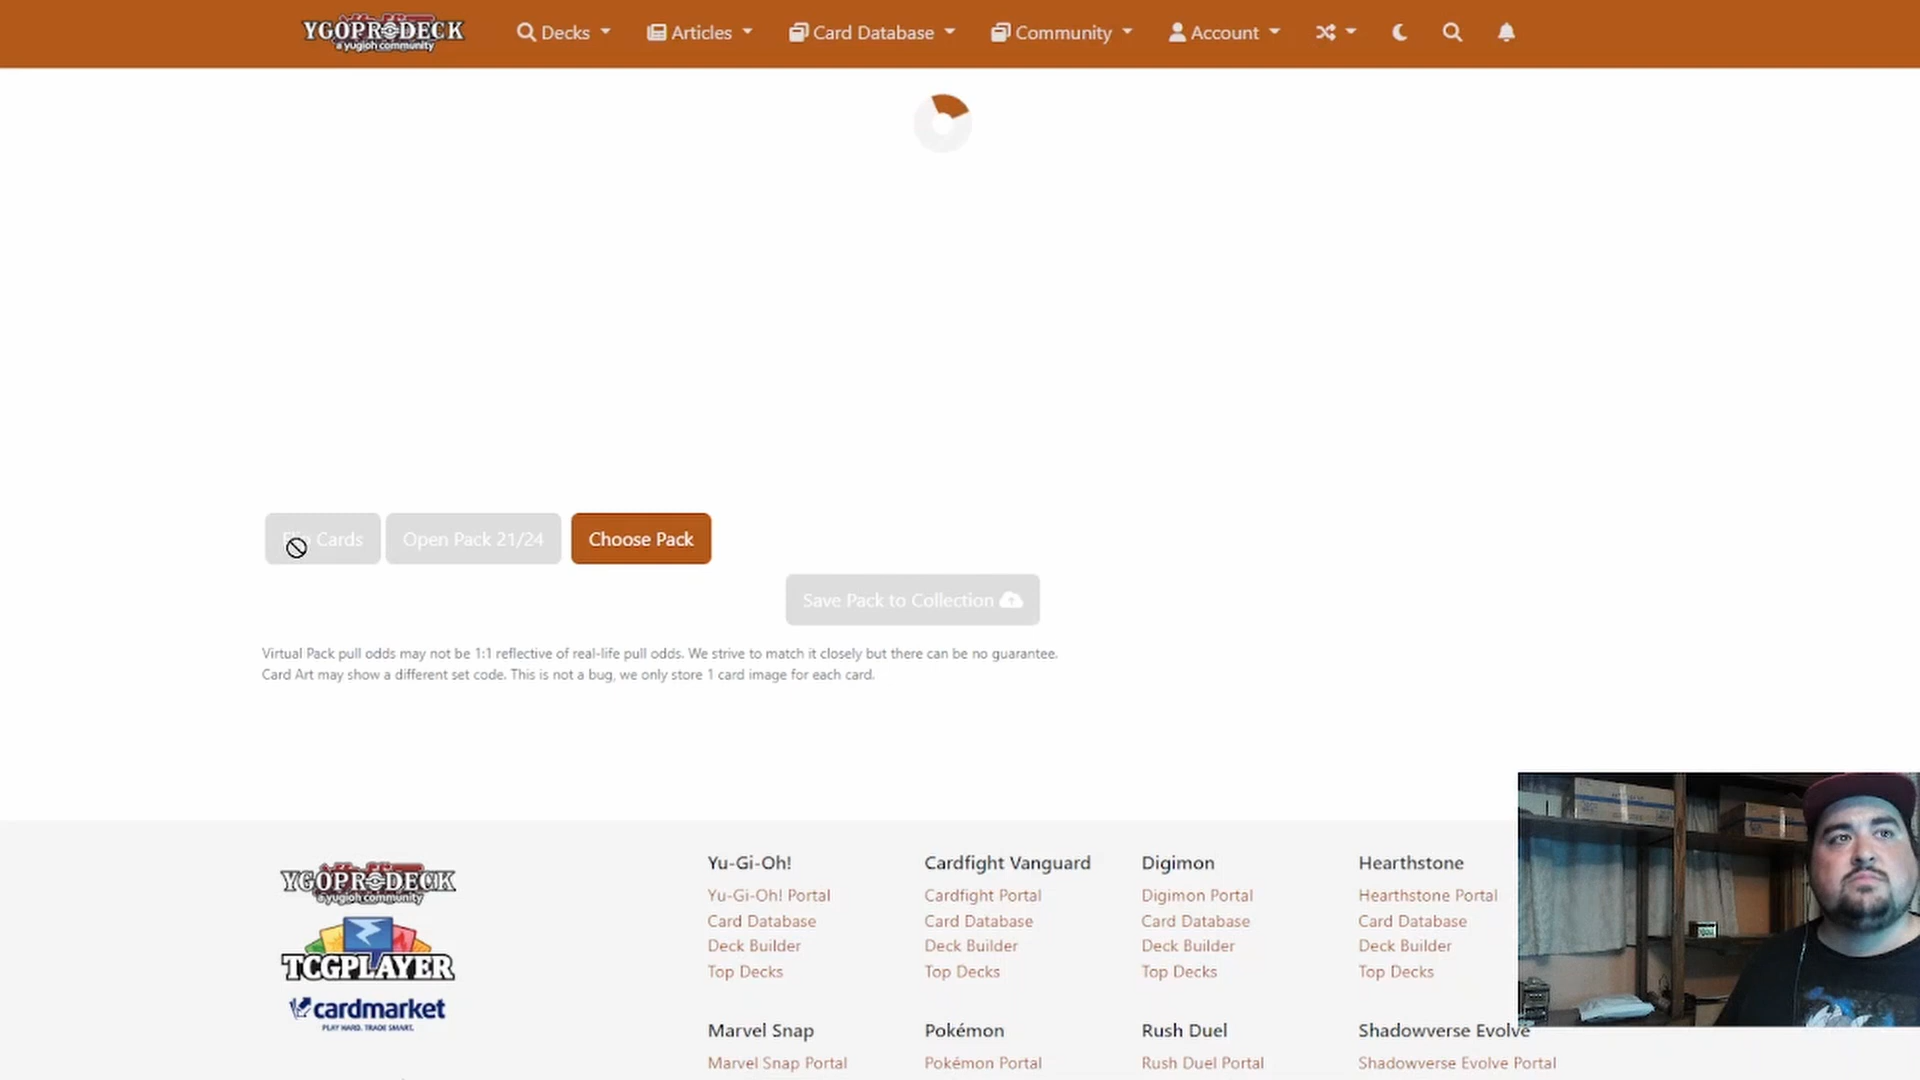 YGOPRODECK
a yugioh community
Decks
Articles
Card Database
Community
Account
Cards
Open Pack 21/24
Choose Pack
Save Pack to Collection
Virtual Pack pull odds may not be 1:1 reflective of real-life pull odds. We strive to match it closely but there can be no guarantee.
Card Art may show a different set code. This is not a bug, we only store 1 card image for each card.
YGOPRODECK
a yugioh community
TCGPLAYER
cardmarket
PLAY HARD. TRADE SMART.
Yu-Gi-Oh!
Yu-Gi-Oh! Portal
Card Database
Deck Builder
Top Decks
Cardfight Vanguard
Cardfight Portal
Card Database
Deck Builder
Top Decks
Digimon
Digimon Portal
Card Database
Deck Builder
Top Decks
Hearthstone
Hearthstone Portal
Card Database
Deck Builder
Top Decks
Marvel Snap
Marvel Snap Portal
Pokémon
Pokémon Portal
Rush Duel
Rush Duel Portal
Shadowverse Evolve
Shadowverse Evolve Portal